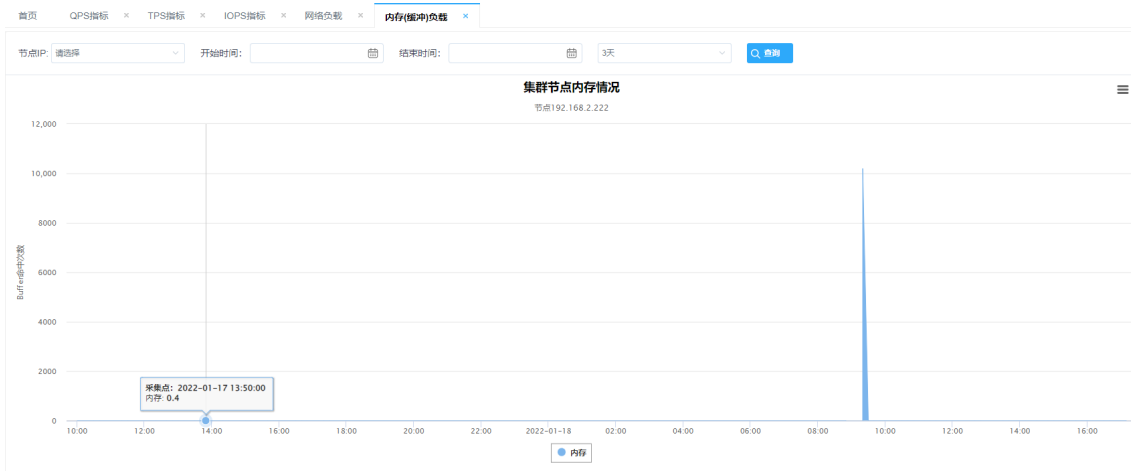 首页 QPS指标 × TPS指标 × IOPS指标 × 网络负载 × 内存(缓冲)负载 ×
节点IP: 请选择 开始时间: 结束时间: 3天 查询
集群节点内存情况
节点192.168.2.222
12,000
10,000
8000
6000
4000
2000
0
Buffer命中次数
采集点: 2022-01-17 13:50:00
内存: 0.4
10:00 12:00 14:00 16:00 18:00 20:00 22:00 2022-01-18 02:00 04:00 06:00 08:00 10:00 12:00 14:00 16:00
内存